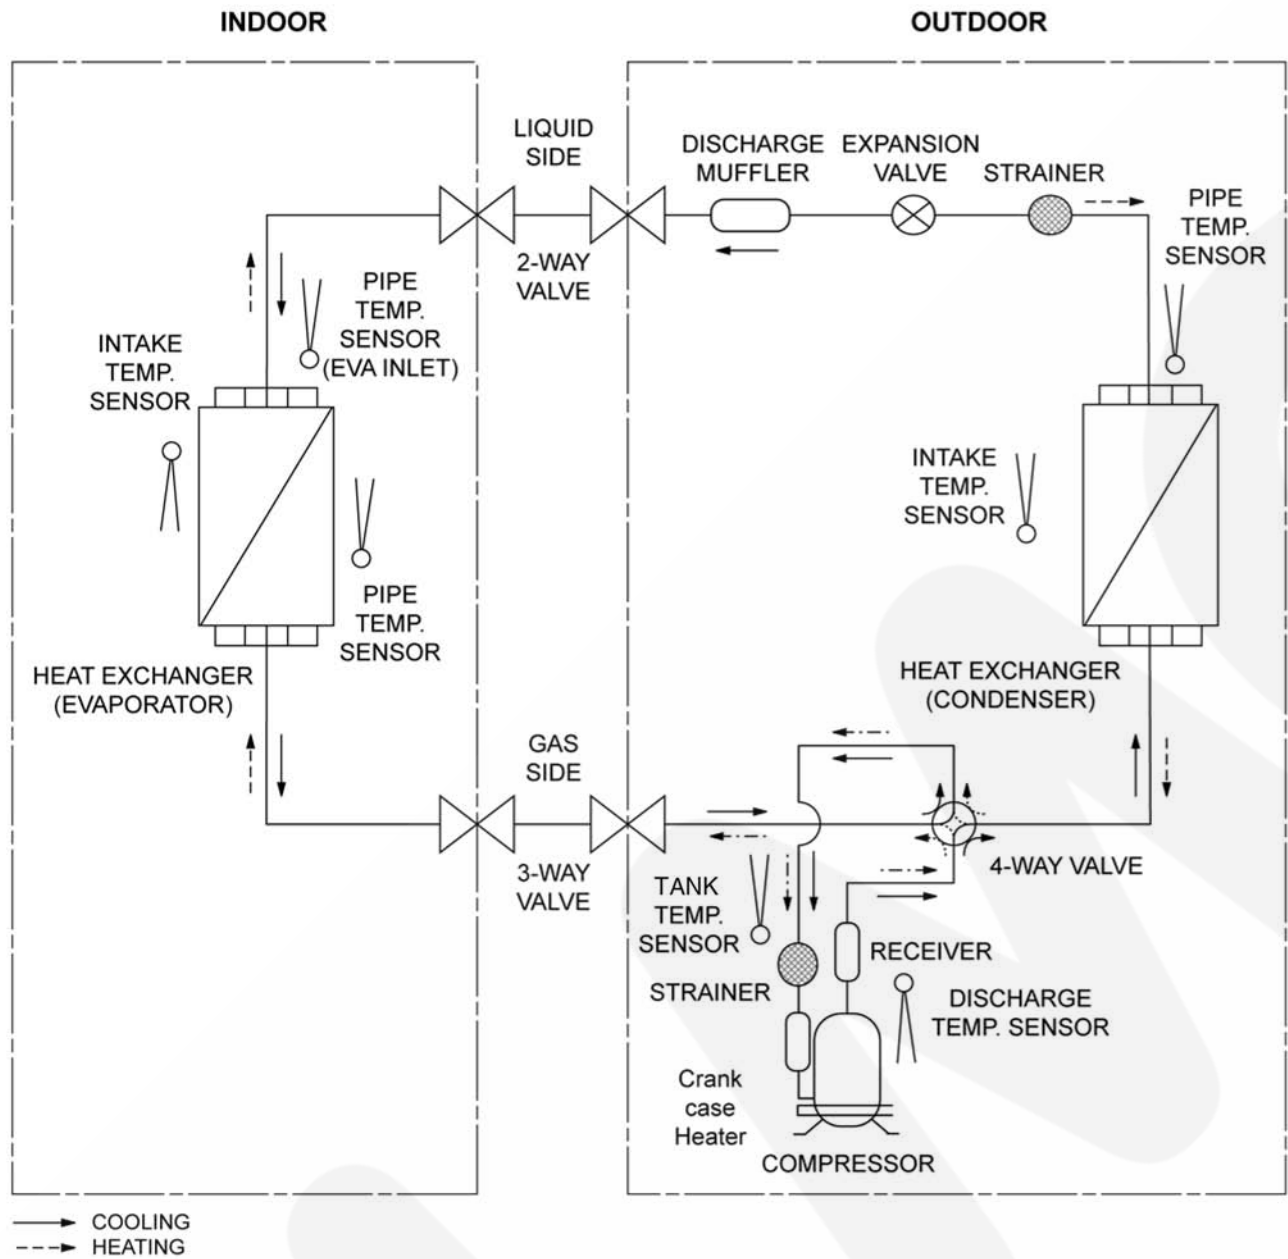 INDOOR
OUTDOOR
LIQUID
SIDE
DISCHARGE
MUFFLER
EXPANSION
VALVE
STRAINER
PIPE
TEMP.
SENSOR
2-WAY
VALVE
PIPE
TEMP.
SENSOR
(EVA INLET)
INTAKE
TEMP.
SENSOR
INTAKE
TEMP.
SENSOR
PIPE
TEMP.
SENSOR
HEAT EXCHANGER
(EVAPORATOR)
HEAT EXCHANGER
(CONDENSER)
GAS
SIDE
3-WAY
VALVE
4-WAY VALVE
TANK
TEMP.
SENSOR
RECEIVER
STRAINER
DISCHARGE
TEMP. SENSOR
Crank
case
Heater
COMPRESSOR
COOLING
HEATING